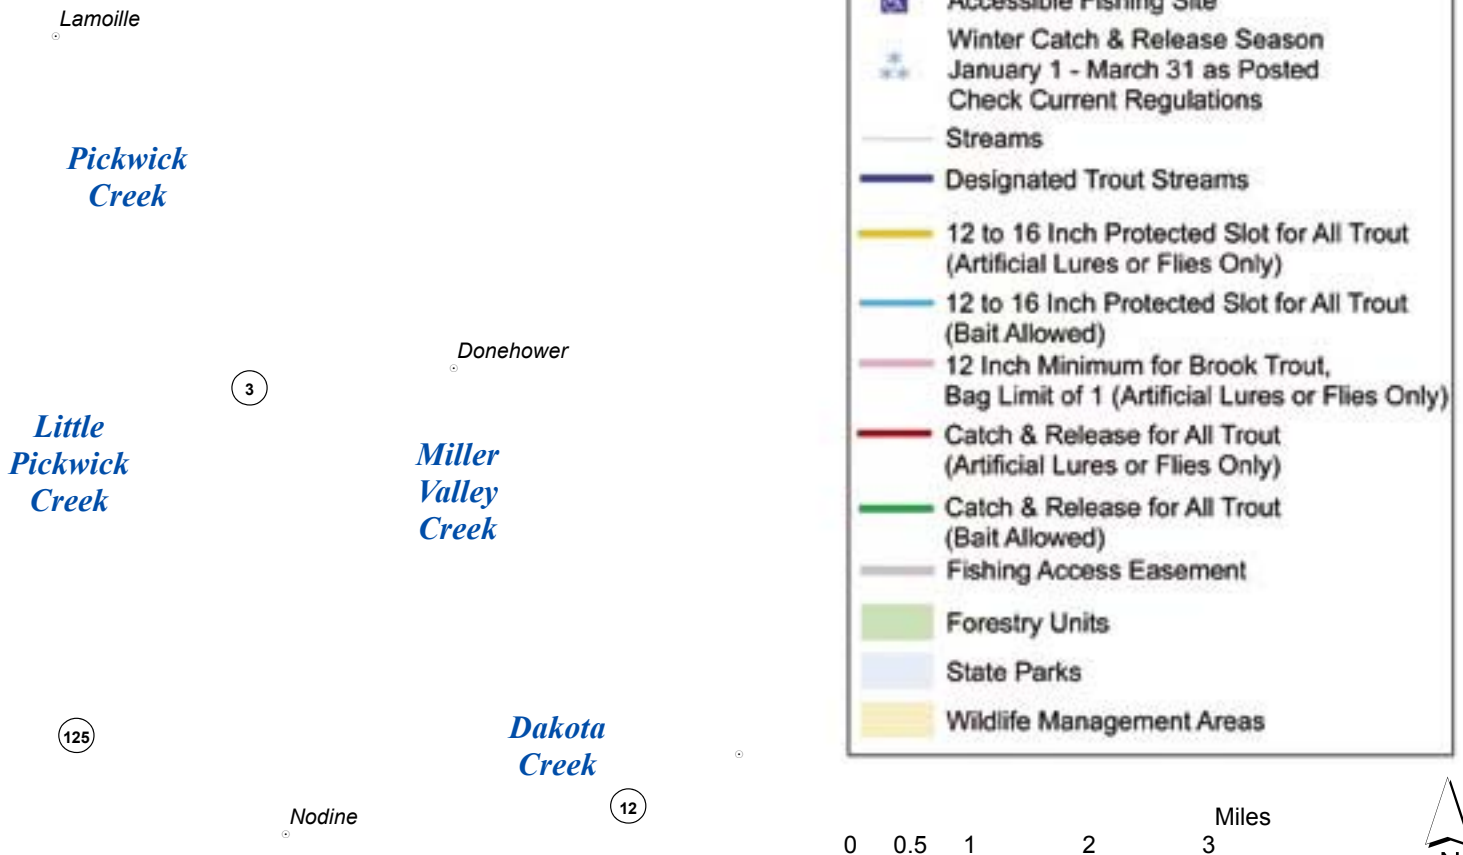 Lamoille
Pickwick
Creek
Donehower
3
Little
Pickwick
Creek
Miller
Valley
Creek
125
Dakota
Creek
12
Nodine
Accessible Fishing Site
Winter Catch & Release Season
January 1 - March 31 as Posted
Check Current Regulations
Streams
Designated Trout Streams
12 to 16 Inch Protected Slot for All Trout
(Artificial Lures or Flies Only)
12 to 16 Inch Protected Slot for All Trout
(Bait Allowed)
12 Inch Minimum for Brook Trout,
Bag Limit of 1 (Artificial Lures or Flies Only)
Catch & Release for All Trout
(Artificial Lures or Flies Only)
Catch & Release for All Trout
(Bait Allowed)
Fishing Access Easement
Forestry Units
State Parks
Wildlife Management Areas
Miles
0 0.5 1 2 3
N